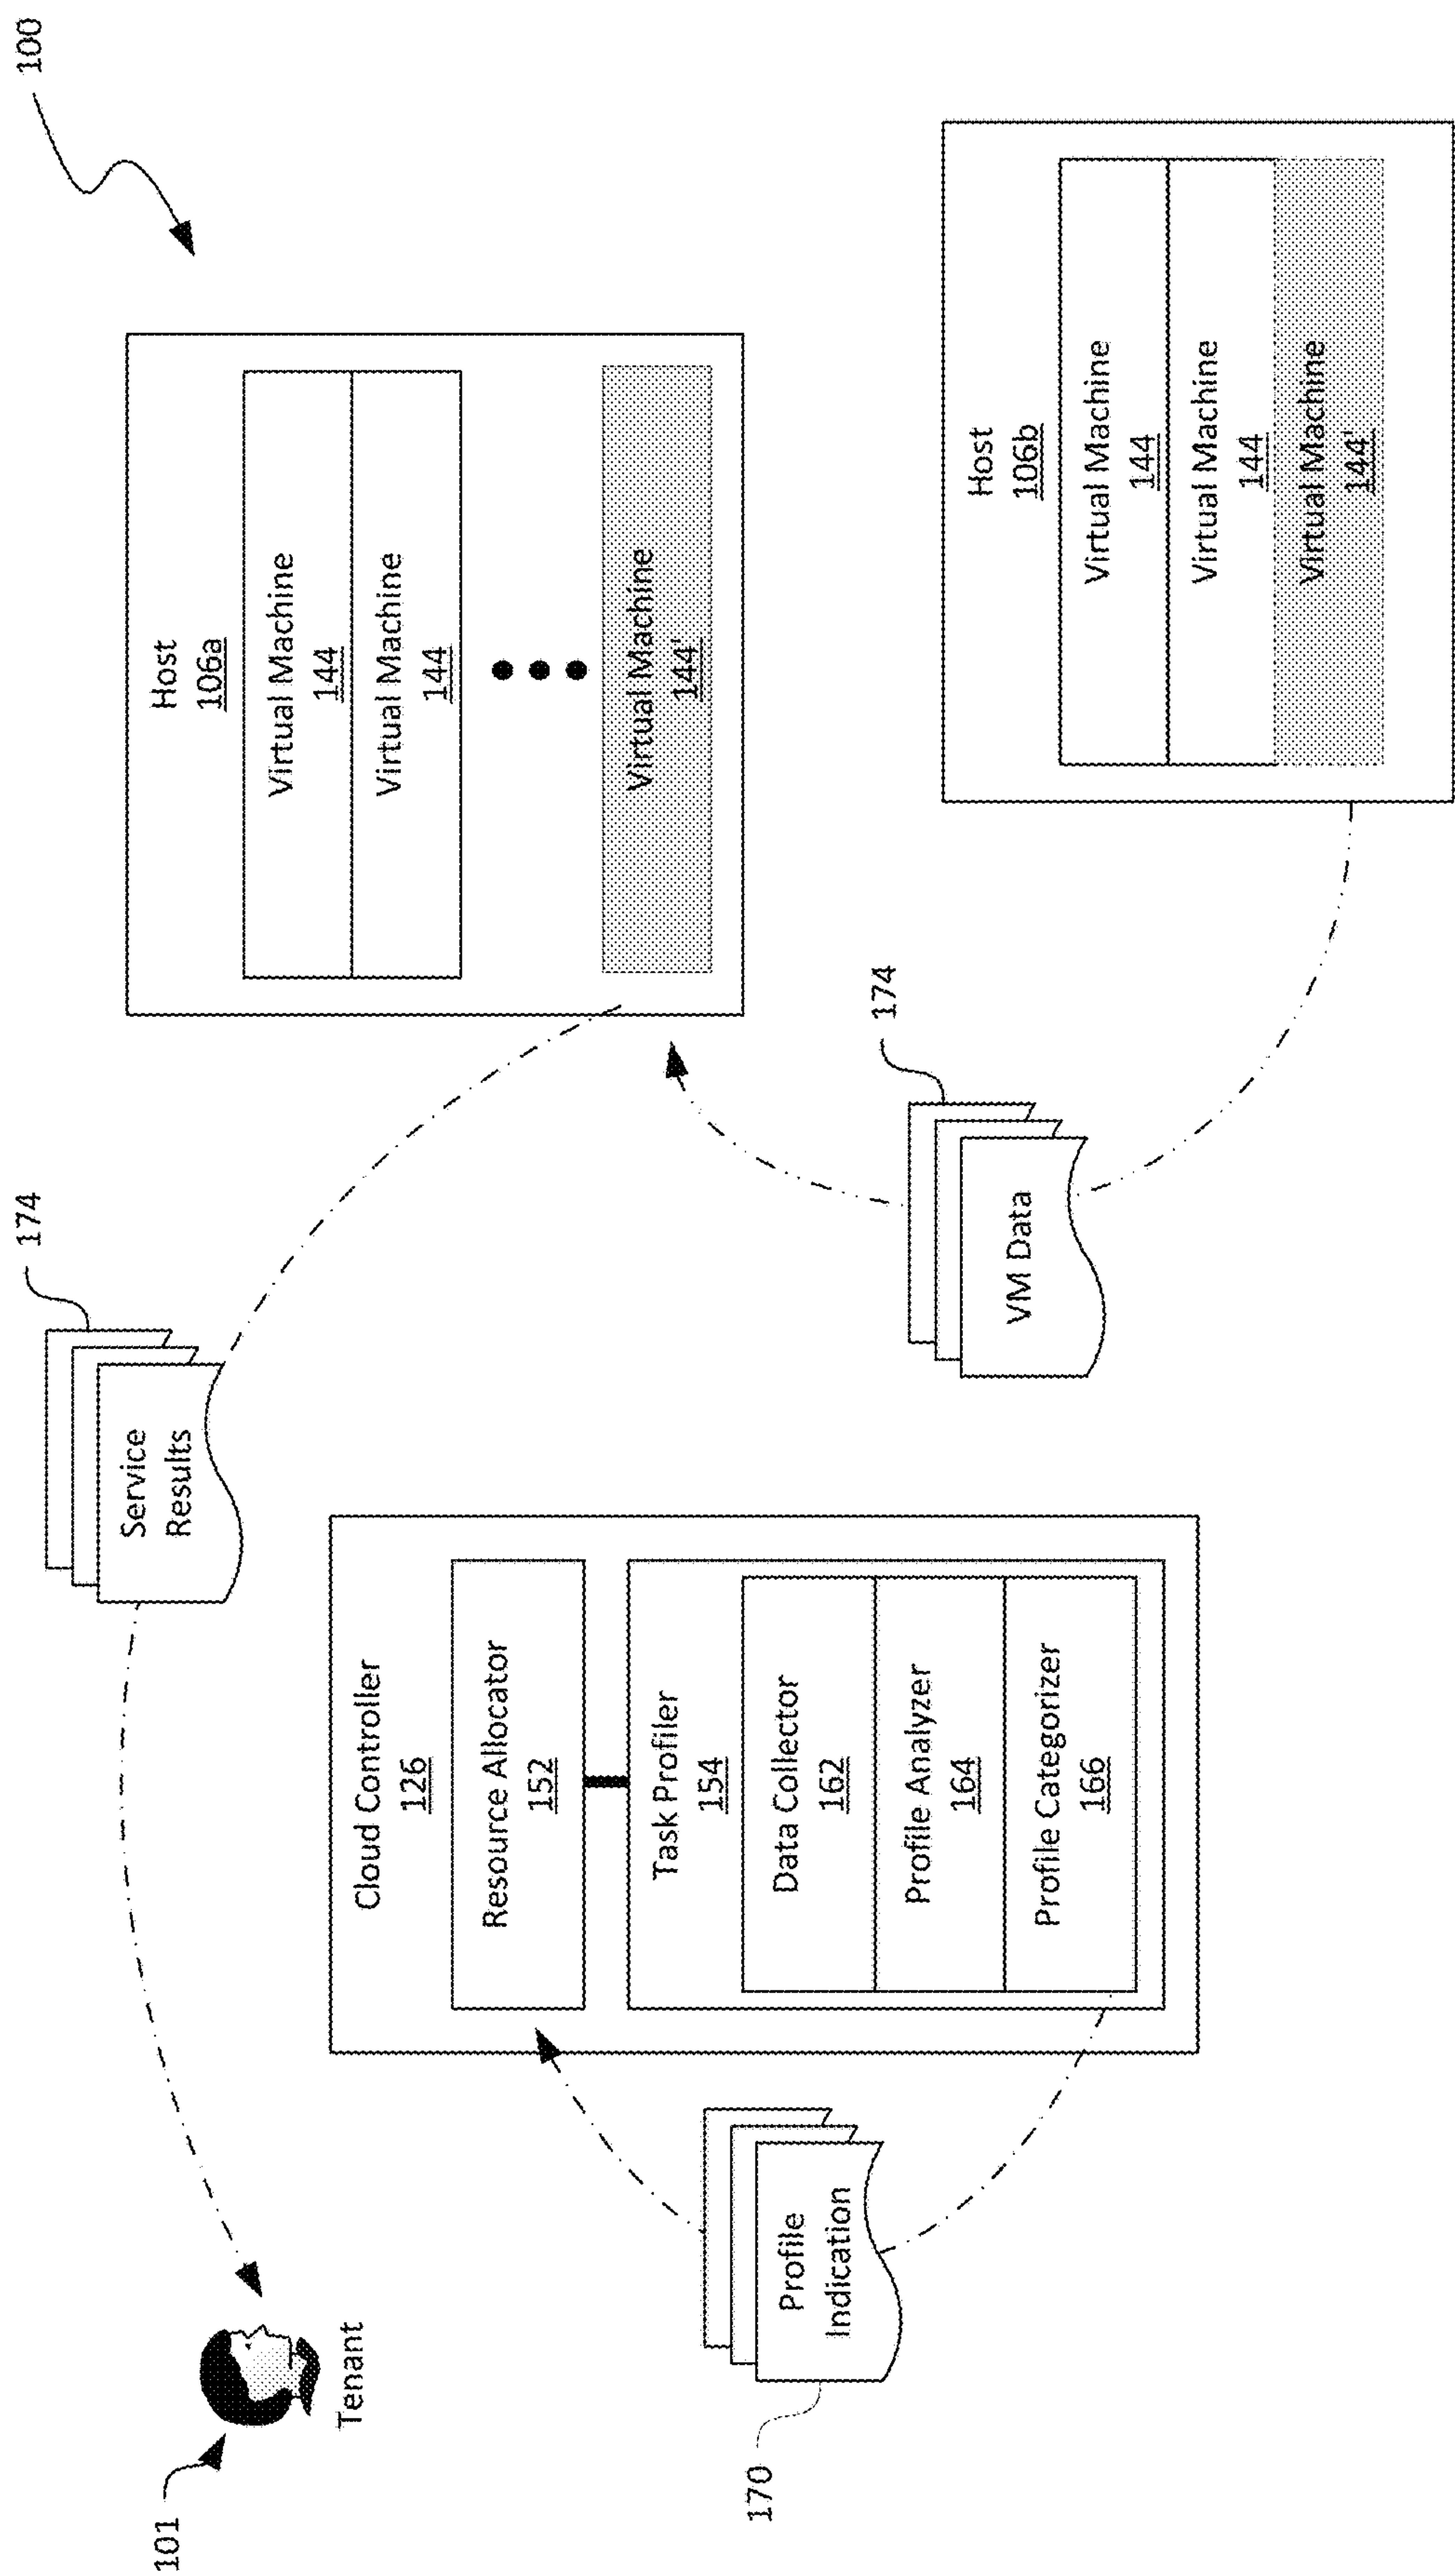 100
101
Tenant
174
Service
Results
Cloud Controller
126
Resource Allocator
152
Task Profiler
154
Data Collector
162
Profile Analyzer
164
Profile Categorizer
166
170
Profile
Indication
Host
106a
Virtual Machine
144
Virtual Machine
144
Virtual Machine
144'
174
VM Data
Host
106b
Virtual Machine
144
Virtual Machine
144
Virtual Machine
144'